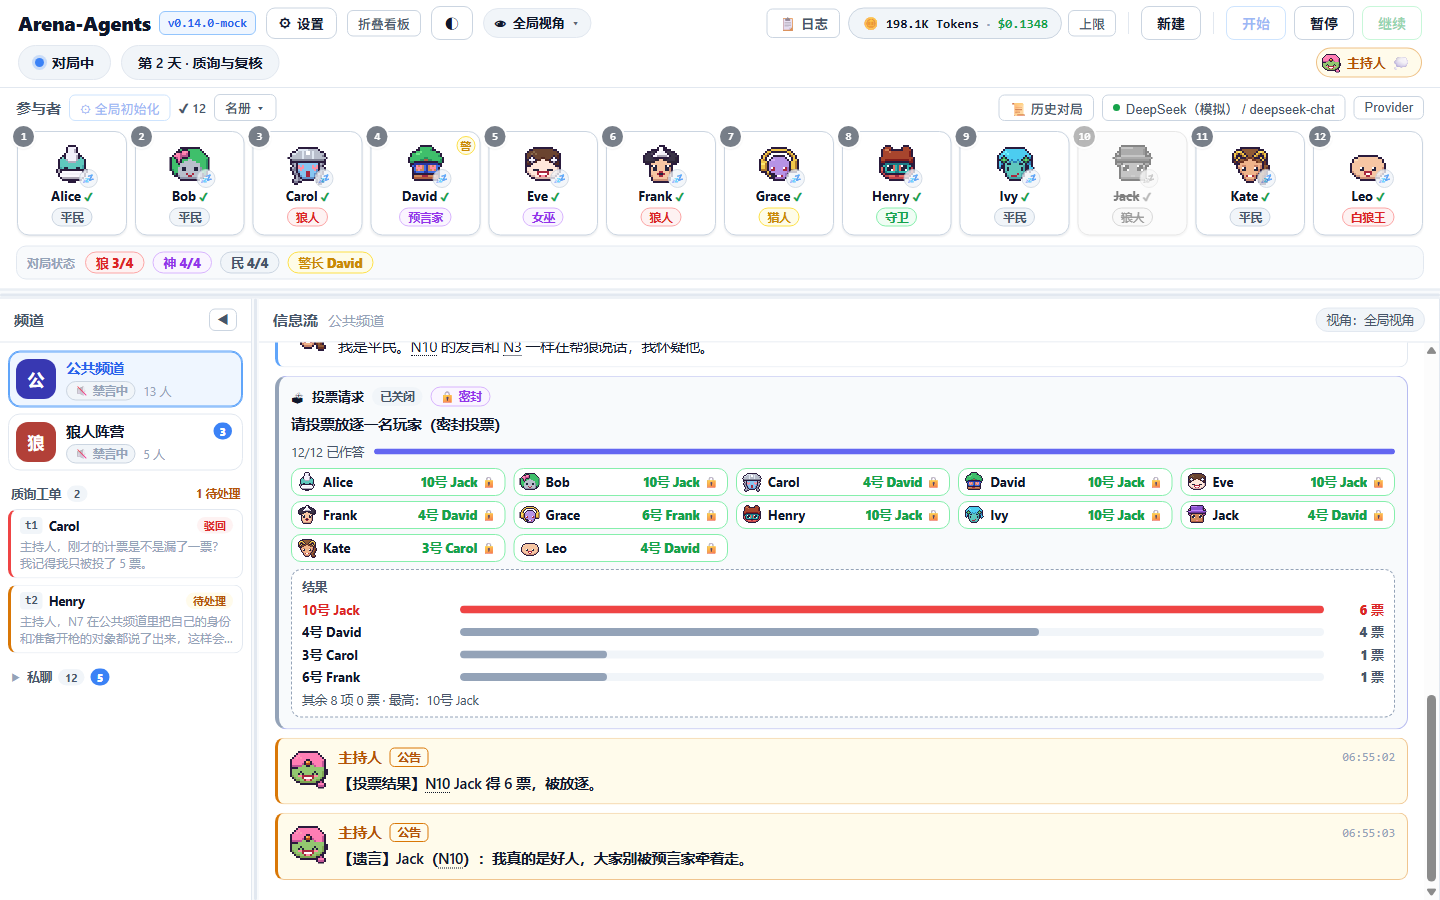 Arena-Agents v0.14.0-mock 设置 折叠看板 全局视角 日志 198.1K Tokens · $0.1348 上限 新建 开始 暂停 继续
对局中 第 2 天 · 质询与复核 主持人
参与者 全局初始化 ✓ 12 名册 历史对局 DeepSeek（模拟） / deepseek-chat Provider
1 2 3 4 警 5 6 7 8 9 10 11 12
Alice ✓ Bob ✓ Carol ✓ David ✓ Eve ✓ Frank ✓ Grace ✓ Henry ✓ Ivy ✓ Jack ✓ Kate ✓ Leo ✓
平民 平民 狼人 预言家 女巫 狼人 猎人 守卫 平民 狼人 平民 白狼王
对局状态 狼 3/4 神 4/4 民 4/4 警长 David
频道
公 公共频道
禁言中 13 人
狼 狼人阵营 3
禁言中 5 人
质询工单 2 1 待处理
t1 Carol 驳回
主持人，刚才的计票是不是漏了一票？
我记得我只被投了 5 票。
t2 Henry 待处理
主持人，N7 在公共频道里把自己的身份
和准备开枪的对象都说了出来，这样会...
私聊 12 5
信息流 公共频道 视角：全局视角
我是平民。N10 的发言和 N3 一样在帮狼说话，我怀疑他。
投票请求 已关闭 密封
请投票放逐一名玩家（密封投票）
12/12 已作答
Alice 10号 Jack Bob 10号 Jack Carol 4号 David David 10号 Jack Eve 10号 Jack
Frank 4号 David Grace 6号 Frank Henry 10号 Jack Ivy 10号 Jack Jack 4号 David
Kate 3号 Carol Leo 4号 David
结果
10号 Jack 6 票
4号 David 4 票
3号 Carol 1 票
6号 Frank 1 票
其余 8 项 0 票 · 最高：10号 Jack
主持人 公告 06:55:02
【投票结果】N10 Jack 得 6 票，被放逐。
主持人 公告 06:55:03
【遗言】Jack（N10）：我真的是好人，大家别被预言家牵着走。